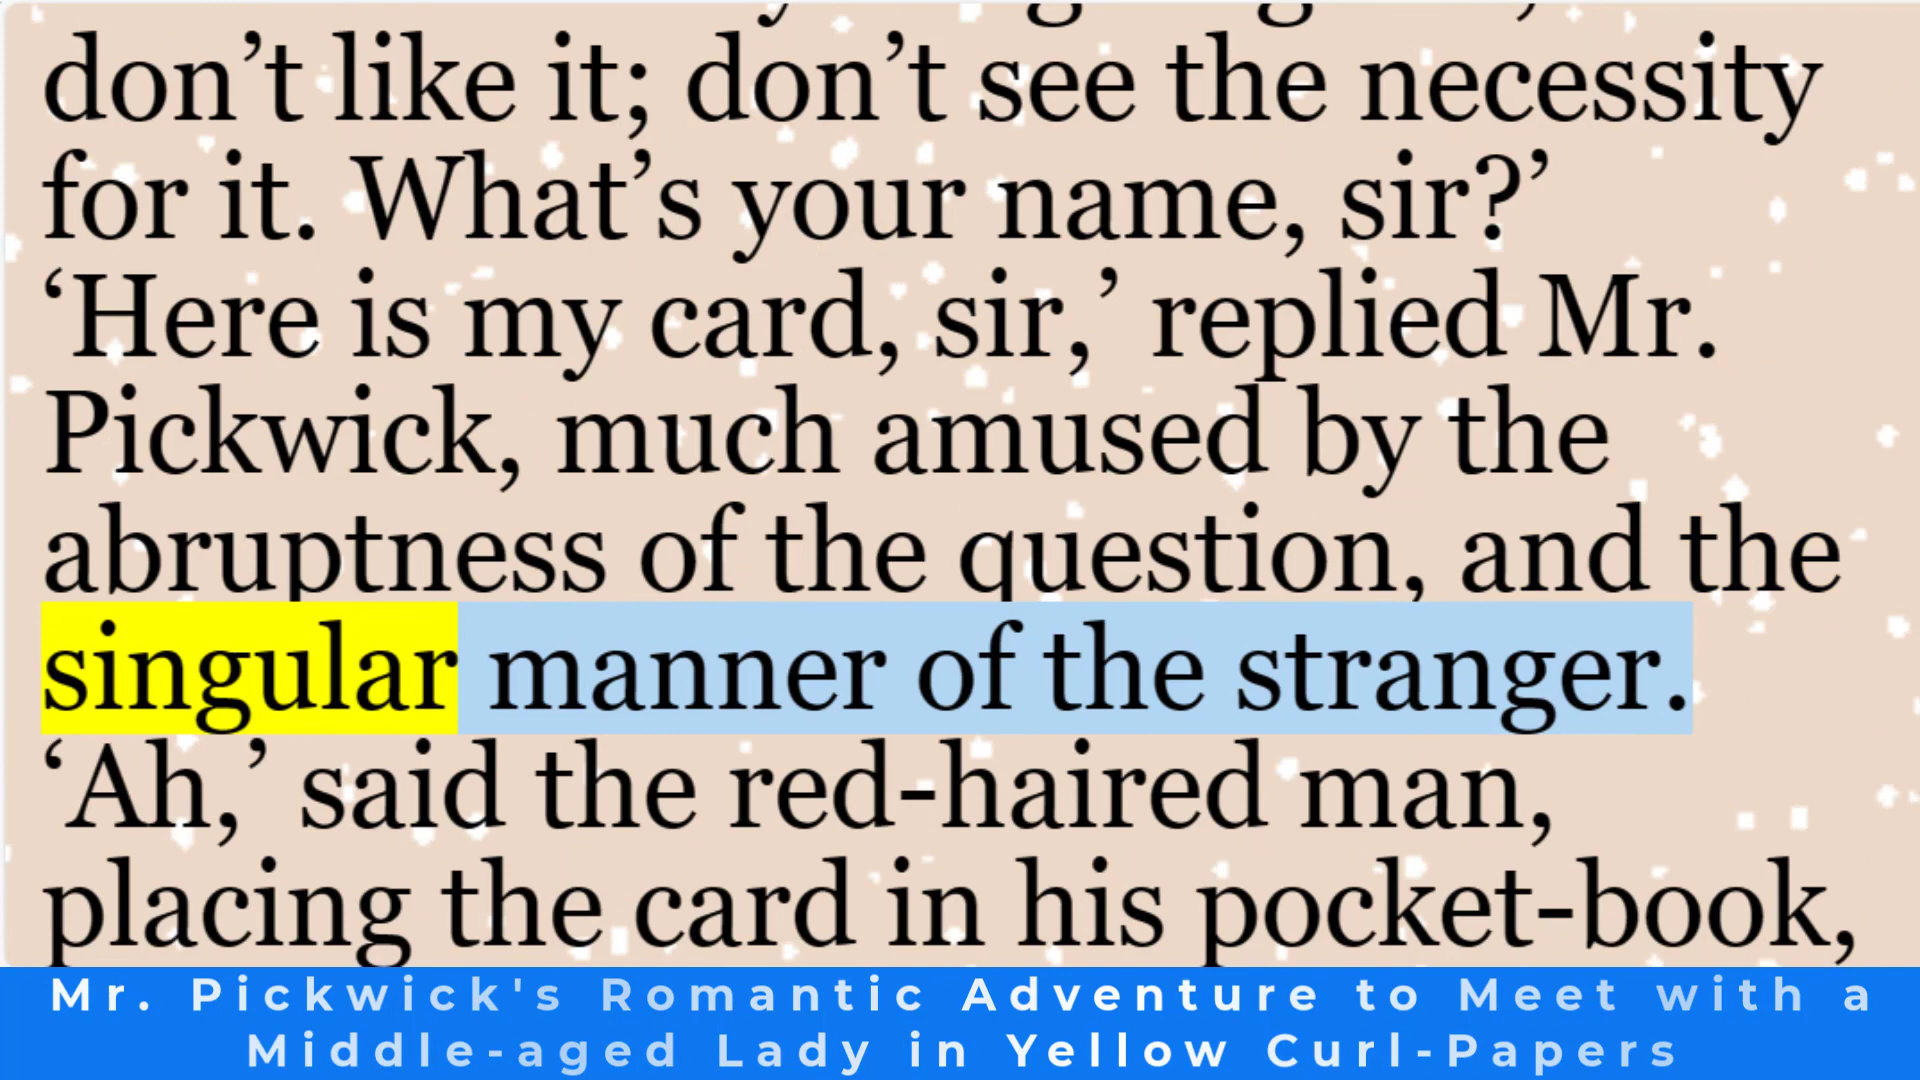 don’t like it; don’t see the necessity
for it. What’s your name, sir?’
‘Here is my card, sir,’ replied Mr.
Pickwick, much amused by the
abruptness of the question, and the
singular manner of the stranger.
‘Ah,’ said the red-haired man,
placing the card in his pocket-book,
Mr. Pickwick's Romantic Adventure to Meet with a
Middle-aged Lady in Yellow Curl-Papers